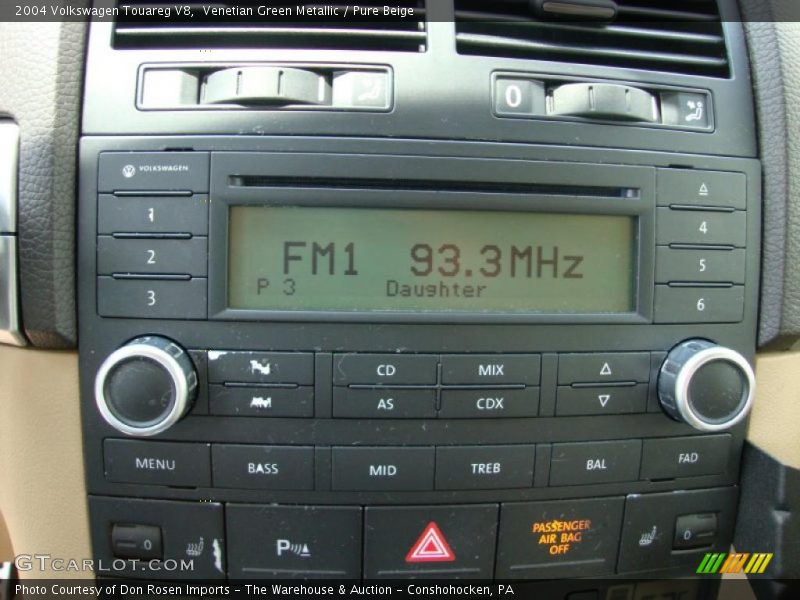 2004 Volkswagen Touareg V8, Venetian Green Metallic / Pure Beige
0
VOLKSWAGEN
1
2
3
4
5
6
FM1 93.3MHz
P 3 Daughter
CD MIX
AS CDX
MENU BASS MID TREB BAL FAD
0 P PASSENGER AIR BAG OFF 0
GTCarlot.com
Photo Courtesy of Don Rosen Imports - The Warehouse & Auction - Conshohocken, PA